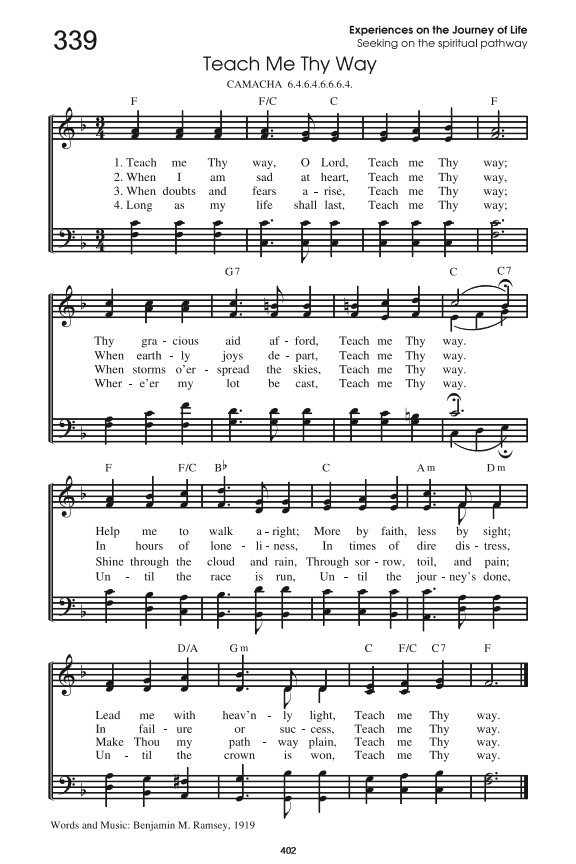 339
Experiences on the Journey of Life
Seeking on the spiritual pathway
Teach Me Thy Way
CAMACHA 6.4.6.4.6.6.6.4.
F F/C C F
1. Teach me Thy way, O Lord, Teach me Thy way;
2. When I am sad at heart, Teach me Thy way;
3. When doubts and fears a - rise, Teach me Thy way;
4. Long as my life shall last, Teach me Thy way;
G7 C C7
Thy gra - cious aid af - ford, Teach me Thy way.
When earth - ly joys de - part, Teach me Thy way.
When storms o'er - spread the skies, Teach me Thy way.
Wher - e'er my lot be cast, Teach me Thy way.
F F/C B♭ C Am Dm
Help me to walk a - right; More by faith, less by sight;
In hours of lone - li - ness, In times of dire dis - tress,
Shine through the cloud and rain, Through sor - row, toil, and pain;
Un - til the race is run, Un - til the jour - ney's done,
D/A Gm C F/C C7 F
Lead me with heav'n - ly light, Teach me Thy way.
In fail - ure or suc - cess, Teach me Thy way.
Make Thou my path - way plain, Teach me Thy way.
Un - til the crown is won, Teach me Thy way.
Words and Music: Benjamin M. Ramsey, 1919
402